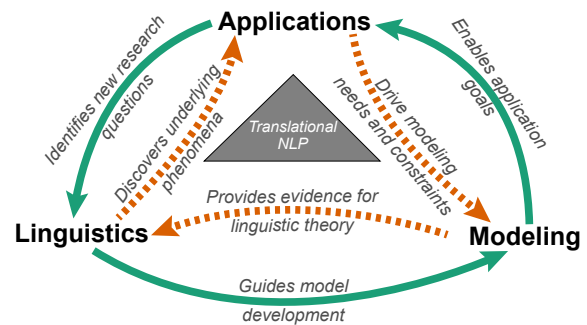 Applications
Identifies new research
questions
Discovers underlying
phenomena
Translational
NLP
Drive modeling
needs and constraints
Enables application
goals
Provides evidence for
linguistic theory
Linguistics
Modeling
Guides model
development